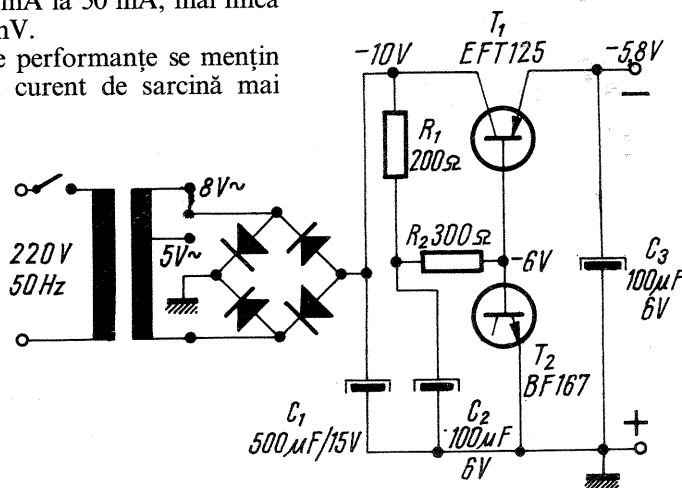 mA la 50 mA, mai mică
mV.
e performanțe se mențin
curent de sarcină mai
T1
EFT125
-10V
-5,8V
−
R1
200Ω
8V~
5V~
220V
50Hz
R2 300Ω
-6V
C3
100µF
6V
T2
BF167
C1
500µF/15V
C2
100µF
6V
+